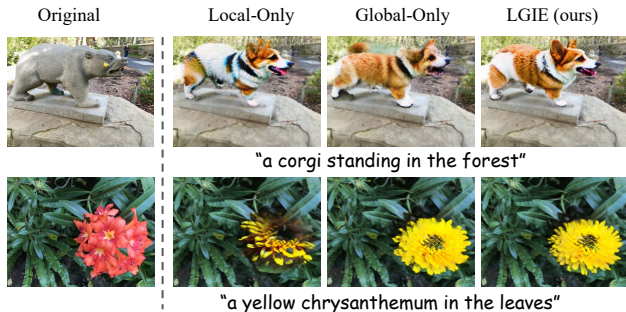 Original Local-Only Global-Only LGIE (ours)
“a corgi standing in the forest”
“a yellow chrysanthemum in the leaves”